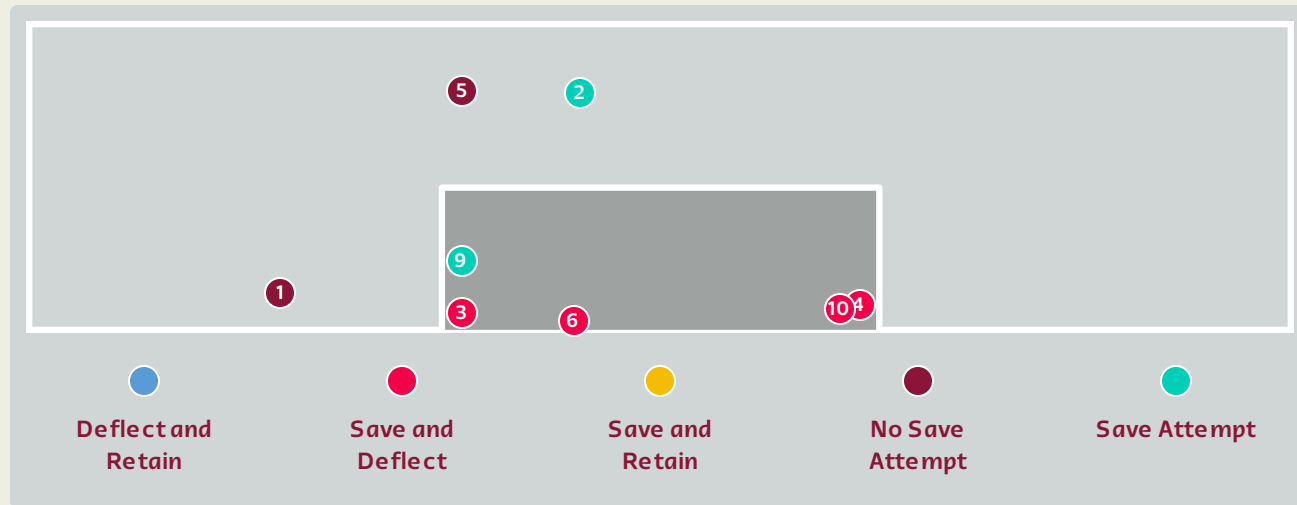 5
2
9
1
3
6
10
4
Deflect and
Retain
Save and
Deflect
Save and
Retain
No Save
Attempt
Save Attempt